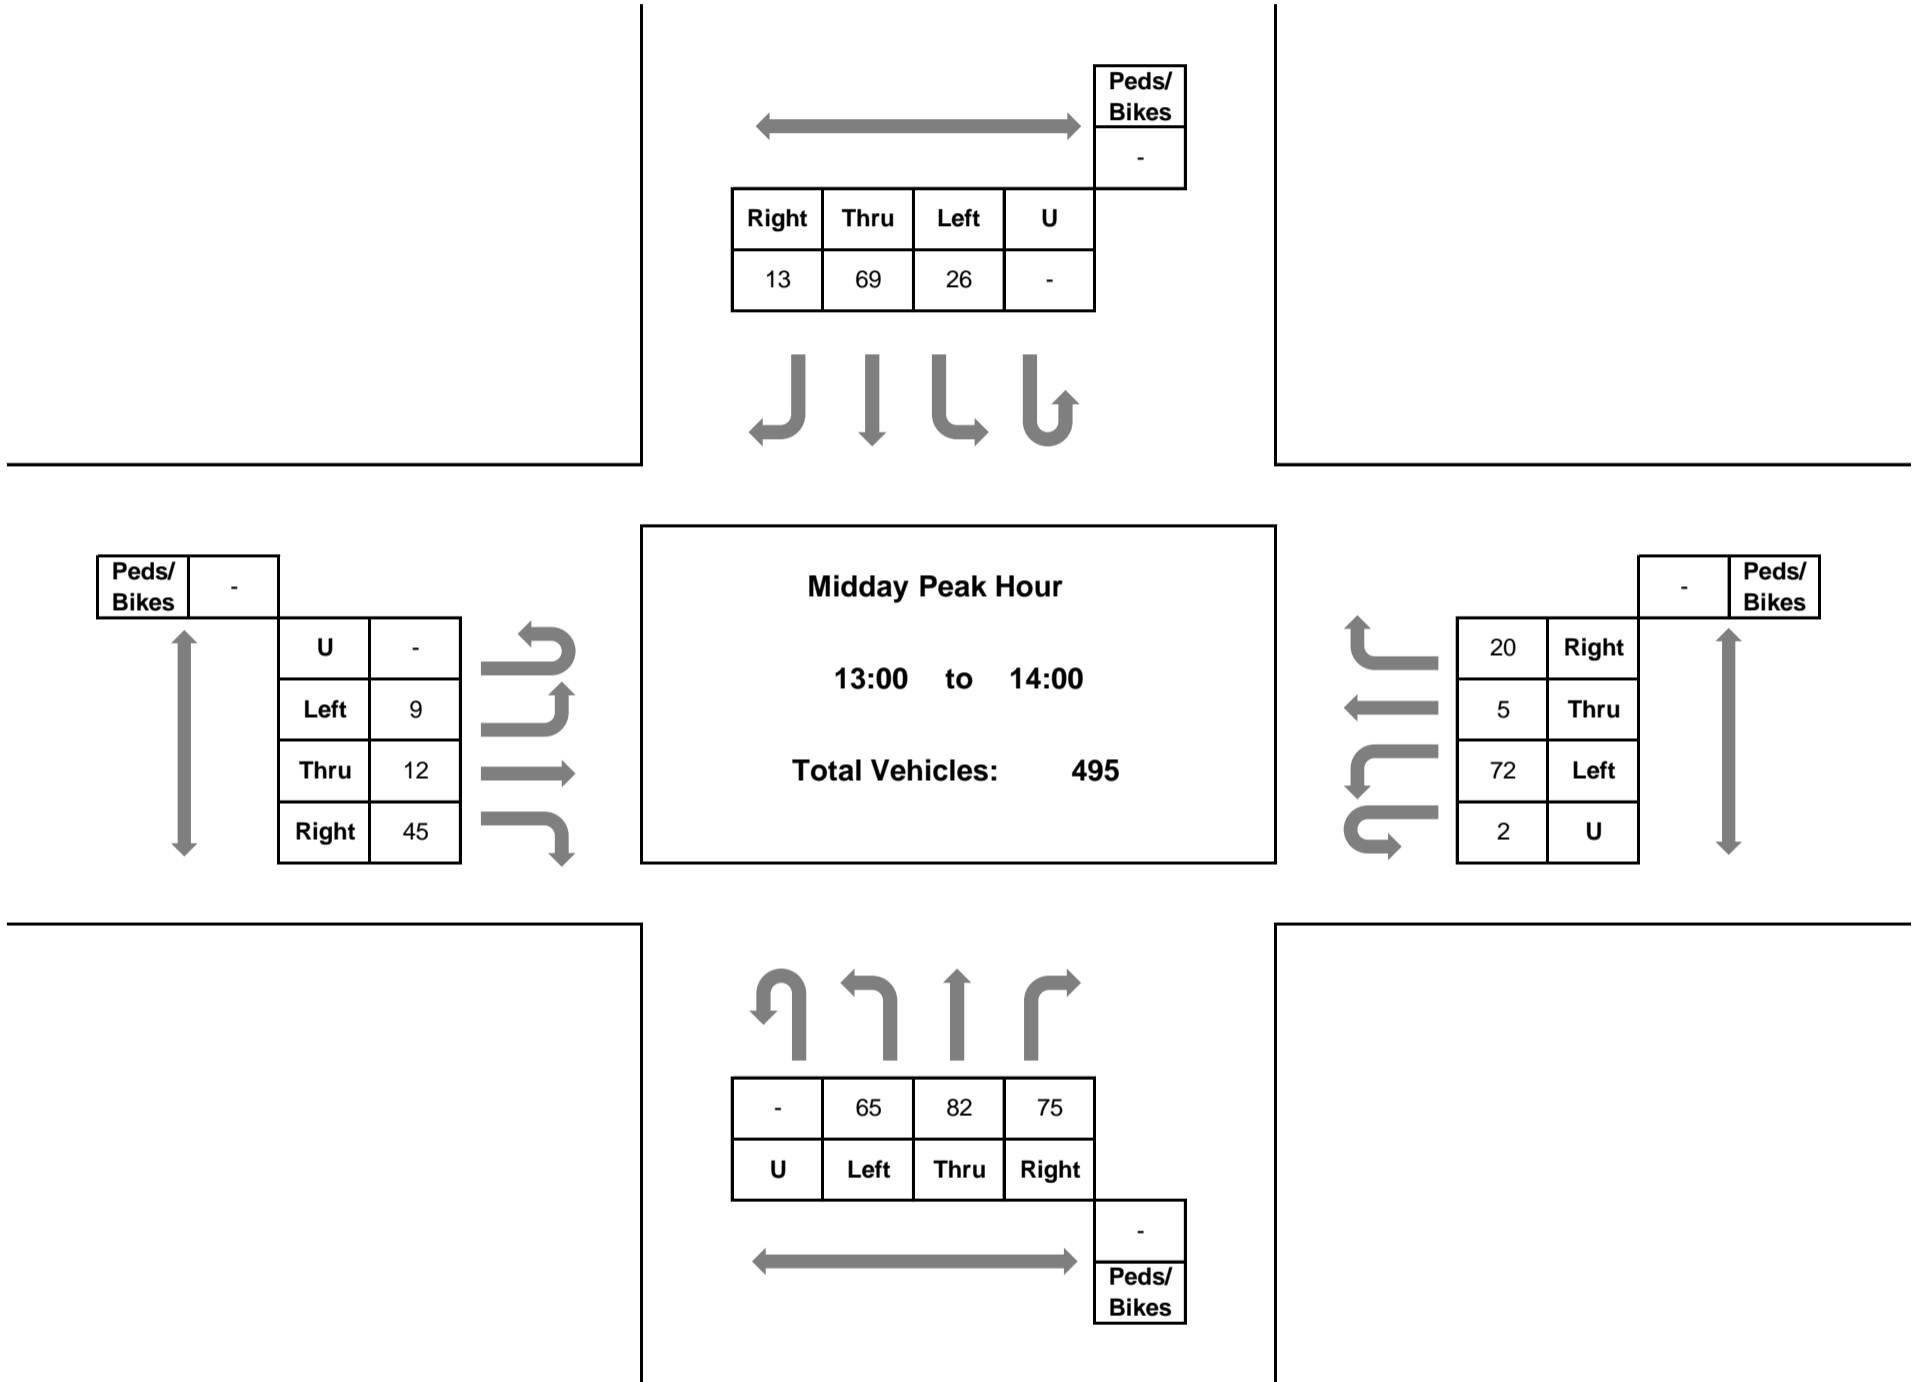 Peds/
Bikes
-
Right Thru Left U
13 69 26 -
Peds/
Bikes
-
U -
Left 9
Thru 12
Right 45
Midday Peak Hour
13:00 to 14:00
Total Vehicles: 495
- Peds/
Bikes
20 Right
5 Thru
72 Left
2 U
- 65 82 75
U Left Thru Right
-
Peds/
Bikes